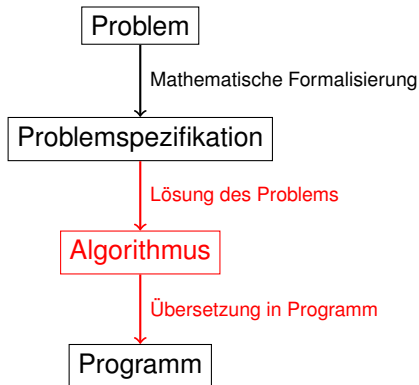 Problem
Mathematische Formalisierung
Problemspezifikation
Lösung des Problems
Algorithmus
Übersetzung in Programm
Programm